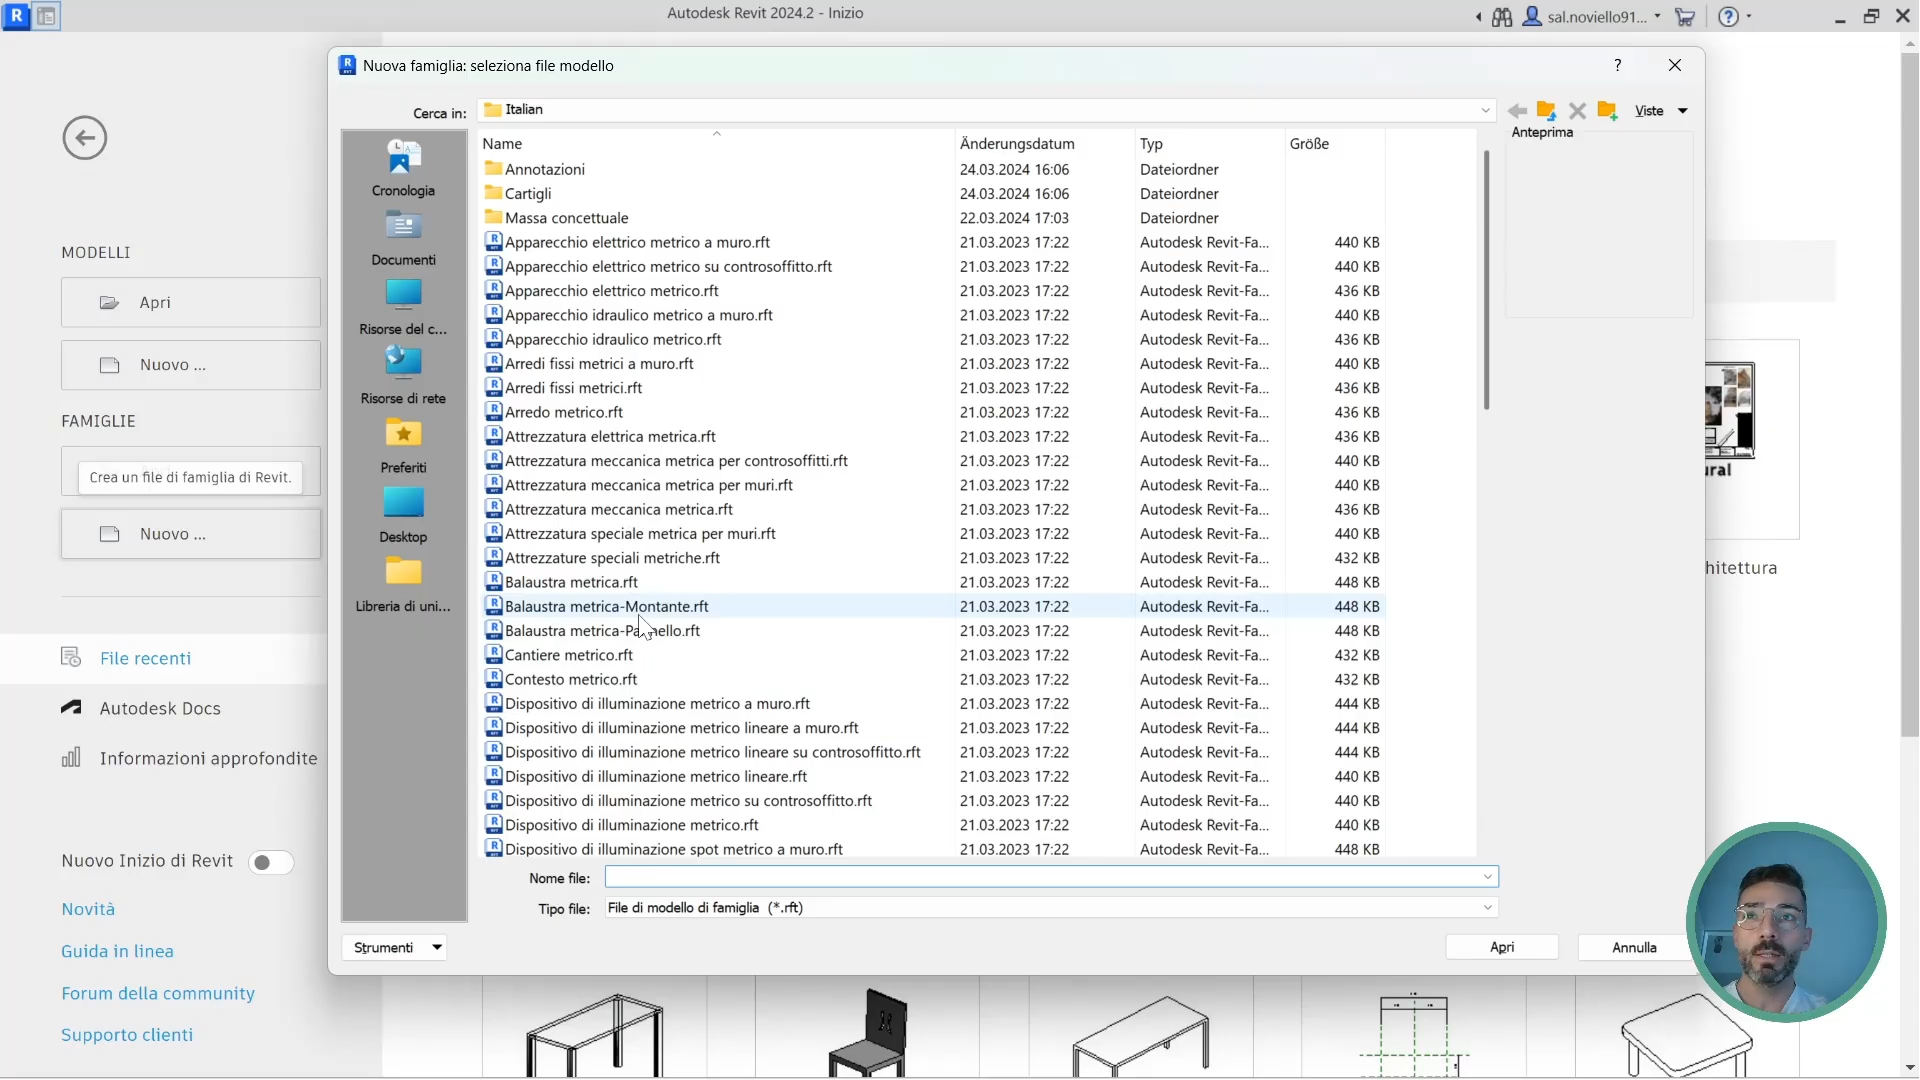 Autodesk Revit 2024.2 - Inizio
sal.noviello91...
Nuova famiglia: seleziona file modello
Cerca in:
Italian
Viste
Anteprima
Cronologia
Documenti
Risorse del c...
Risorse di rete
Preferiti
Desktop
Libreria di uni...
Name Änderungsdatum Typ Größe
Annotazioni 24.03.2024 16:06 Dateiordner
Cartigli 24.03.2024 16:06 Dateiordner
Massa concettuale 22.03.2024 17:03 Dateiordner
Apparecchio elettrico metrico a muro.rft 21.03.2023 17:22 Autodesk Revit-Fa... 440 KB
Apparecchio elettrico metrico su controsoffitto.rft 21.03.2023 17:22 Autodesk Revit-Fa... 440 KB
Apparecchio elettrico metrico.rft 21.03.2023 17:22 Autodesk Revit-Fa... 436 KB
Apparecchio idraulico metrico a muro.rft 21.03.2023 17:22 Autodesk Revit-Fa... 440 KB
Apparecchio idraulico metrico.rft 21.03.2023 17:22 Autodesk Revit-Fa... 436 KB
Arredi fissi metrici a muro.rft 21.03.2023 17:22 Autodesk Revit-Fa... 440 KB
Arredi fissi metrici.rft 21.03.2023 17:22 Autodesk Revit-Fa... 436 KB
Arredo metrico.rft 21.03.2023 17:22 Autodesk Revit-Fa... 436 KB
Attrezzatura elettrica metrica.rft 21.03.2023 17:22 Autodesk Revit-Fa... 436 KB
Attrezzatura meccanica metrica per controsoffitti.rft 21.03.2023 17:22 Autodesk Revit-Fa... 440 KB
Attrezzatura meccanica metrica per muri.rft 21.03.2023 17:22 Autodesk Revit-Fa... 440 KB
Attrezzatura meccanica metrica.rft 21.03.2023 17:22 Autodesk Revit-Fa... 436 KB
Attrezzatura speciale metrica per muri.rft 21.03.2023 17:22 Autodesk Revit-Fa... 440 KB
Attrezzature speciali metriche.rft 21.03.2023 17:22 Autodesk Revit-Fa... 432 KB
Balaustra metrica.rft 21.03.2023 17:22 Autodesk Revit-Fa... 448 KB
Balaustra metrica-Montante.rft 21.03.2023 17:22 Autodesk Revit-Fa... 448 KB
Balaustra metrica-Pannello.rft 21.03.2023 17:22 Autodesk Revit-Fa... 448 KB
Cantiere metrico.rft 21.03.2023 17:22 Autodesk Revit-Fa... 432 KB
Contesto metrico.rft 21.03.2023 17:22 Autodesk Revit-Fa... 432 KB
Dispositivo di illuminazione metrico a muro.rft 21.03.2023 17:22 Autodesk Revit-Fa... 444 KB
Dispositivo di illuminazione metrico lineare a muro.rft 21.03.2023 17:22 Autodesk Revit-Fa... 444 KB
Dispositivo di illuminazione metrico lineare su controsoffitto.rft 21.03.2023 17:22 Autodesk Revit-Fa... 444 KB
Dispositivo di illuminazione metrico lineare.rft 21.03.2023 17:22 Autodesk Revit-Fa... 440 KB
Dispositivo di illuminazione metrico su controsoffitto.rft 21.03.2023 17:22 Autodesk Revit-Fa... 440 KB
Dispositivo di illuminazione metrico.rft 21.03.2023 17:22 Autodesk Revit-Fa... 440 KB
Dispositivo di illuminazione spot metrico a muro.rft 21.03.2023 17:22 Autodesk Revit-Fa... 448 KB
Nome file:
Tipo file: File di modello di famiglia (*.rft)
Strumenti
Apri
Annulla
MODELLI
Apri
Nuovo ...
FAMIGLIE
Crea un file di famiglia di Revit.
Nuovo ...
File recenti
Autodesk Docs
Informazioni approfondite
Nuovo Inizio di Revit
Novità
Guida in linea
Forum della community
Supporto clienti
ural
hitettura